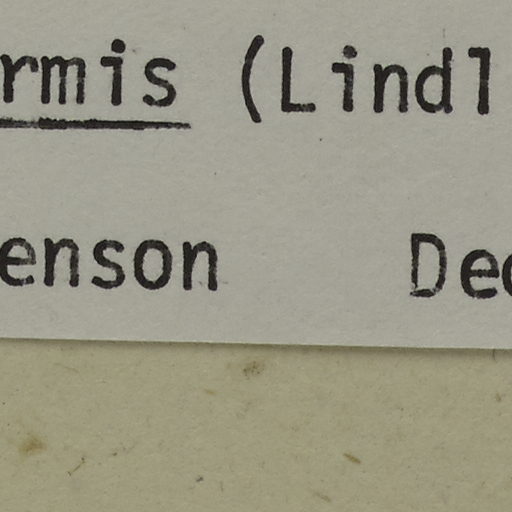 rmis (Lindl
enson Dec